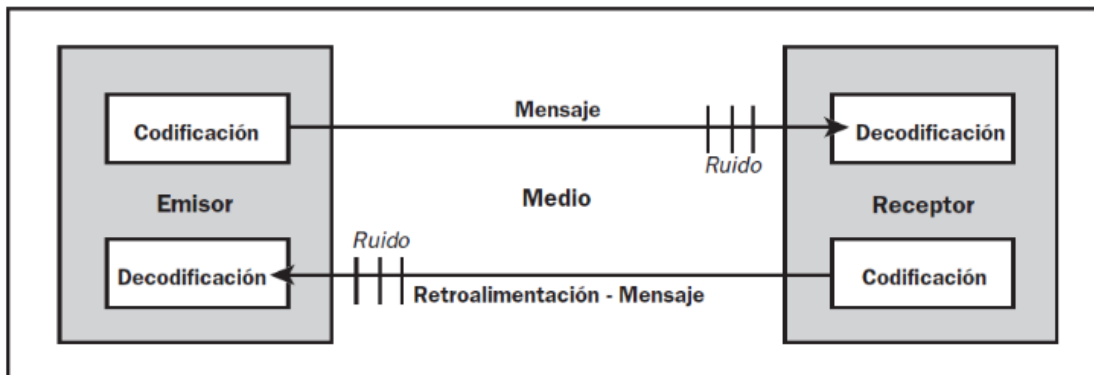 Mensaje
Codificación
Decodificación
Ruido
Emisor
Medio
Receptor
Ruido
Decodificación
Codificación
Retroalimentación - Mensaje